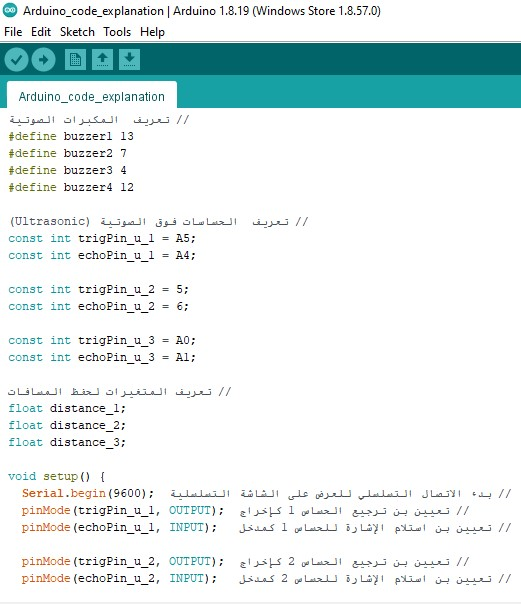 Arduino_code_explanation | Arduino 1.8.19 (Windows Store 1.8.57.0)
File Edit Sketch Tools Help
Arduino_code_explanation
// تعريف المكبرات الصوتية
#define buzzer1 13
#define buzzer2 7
#define buzzer3 4
#define buzzer4 12
// تعريف الحساسات فوق الصوتية (Ultrasonic)
const int trigPin_u_1 = A5;
const int echoPin_u_1 = A4;
const int trigPin_u_2 = 5;
const int echoPin_u_2 = 6;
const int trigPin_u_3 = A0;
const int echoPin_u_3 = A1;
// تعريف المتغيرات لحفظ المسافات
float distance_1;
float distance_2;
float distance_3;
void setup() {
Serial.begin(9600); // بدء الاتصال التسلسلي للعرض على الشاشة التسلسلية
pinMode(trigPin_u_1, OUTPUT); // تعيين بن ترجيع الحساس 1 كإخراج
pinMode(echoPin_u_1, INPUT); // تعيين بن استلام الإشارة للحساس 1 كمدخل
pinMode(trigPin_u_2, OUTPUT); // تعيين بن ترجيع الحساس 2 كإخراج
pinMode(echoPin_u_2, INPUT); // تعيين بن استلام الإشارة للحساس 2 كمدخل